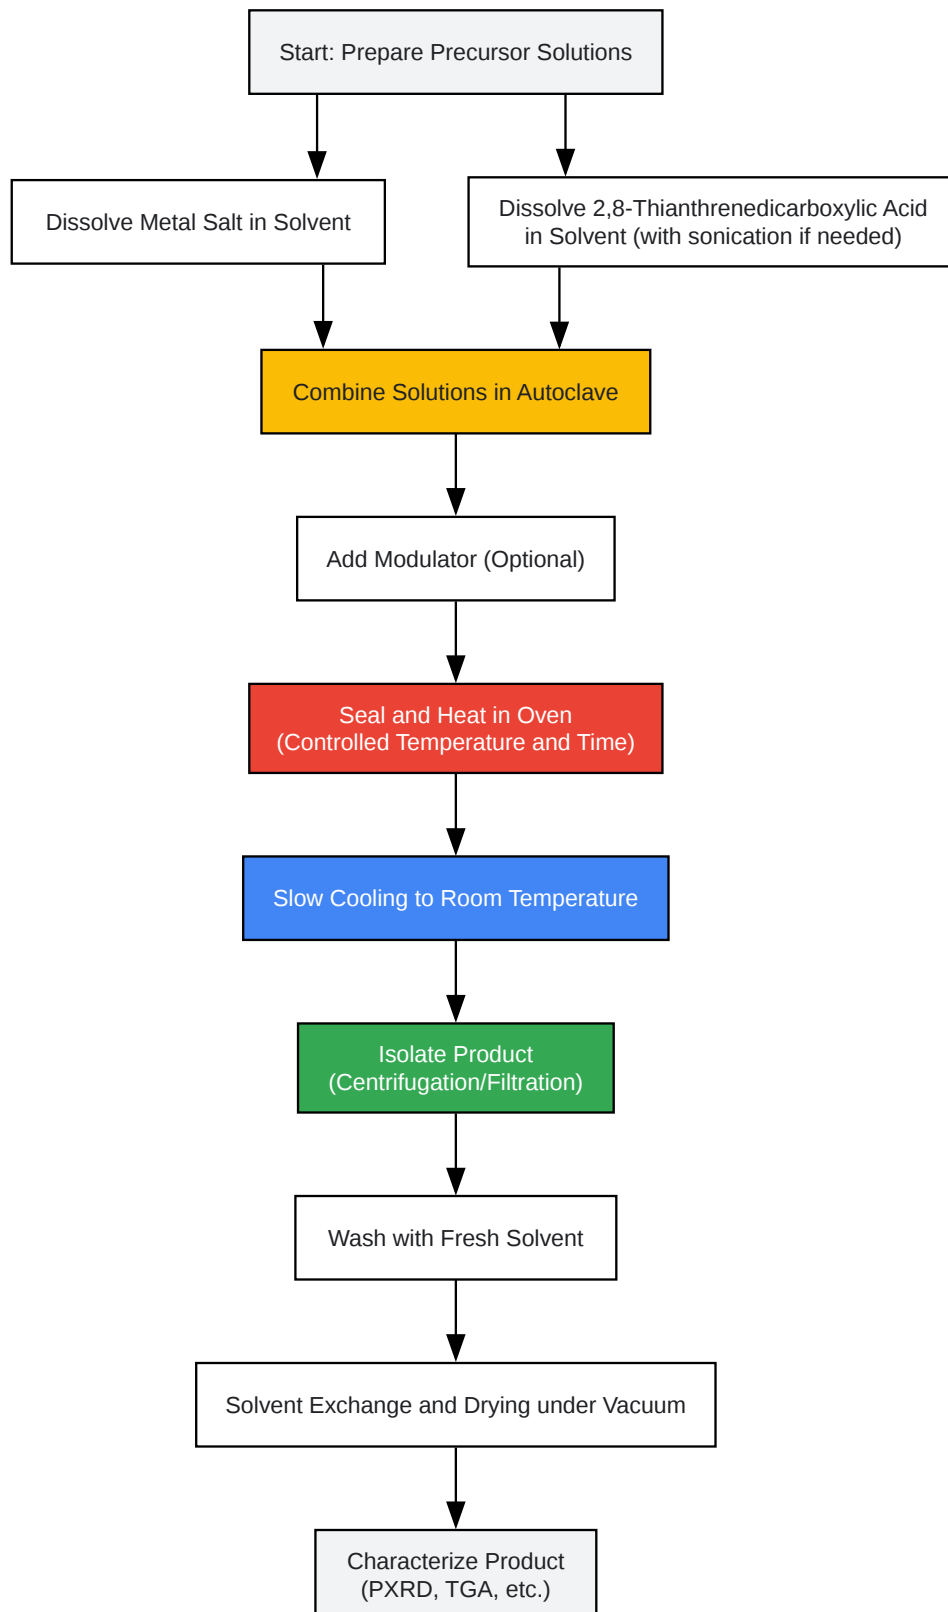 Start: Prepare Precursor Solutions
Dissolve Metal Salt in Solvent
Dissolve 2,8-Thianthrenedicarboxylic Acid
in Solvent (with sonication if needed)
Combine Solutions in Autoclave
Add Modulator (Optional)
Seal and Heat in Oven
(Controlled Temperature and Time)
Slow Cooling to Room Temperature
Isolate Product
(Centrifugation/Filtration)
Wash with Fresh Solvent
Solvent Exchange and Drying under Vacuum
Characterize Product
(PXRD, TGA, etc.)